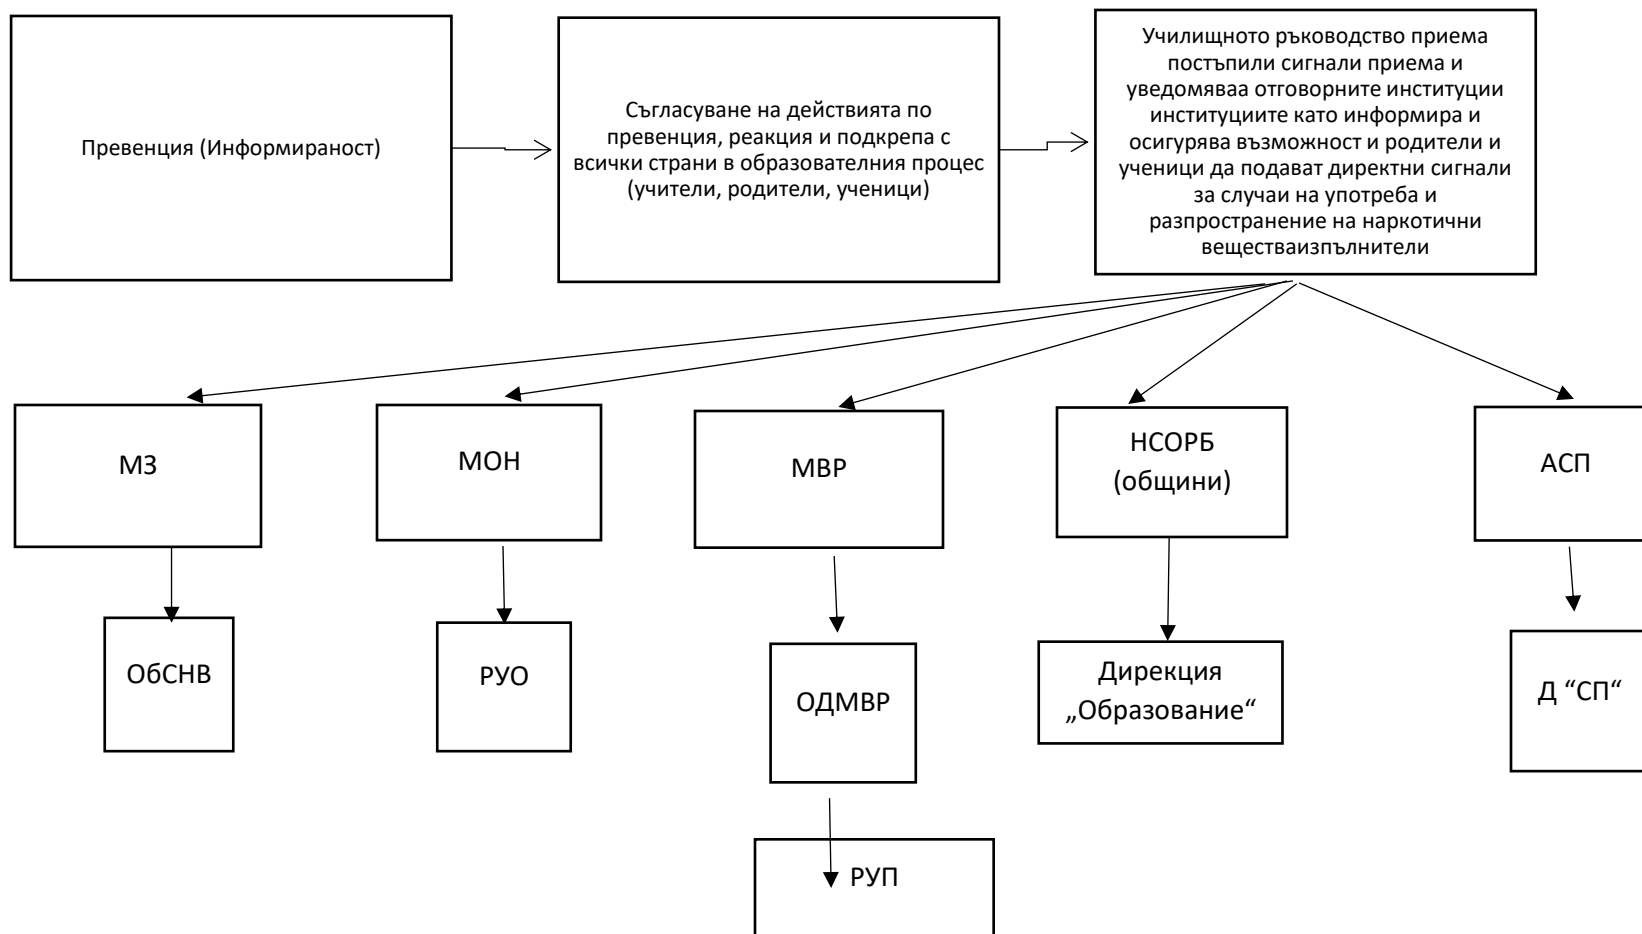 Превенция (Информираност)
Съгласуване на действията по
превенция, реакция и подкрепа с
всички страни в образователния процес
(учители, родители, ученици)
Училищното ръководство приема
постъпили сигнали приема и
уведомяваа отговорните институции
институциите като информира и
осигурява възможност и родители и
ученици да подават директни сигнали
за случаи на употреба и
разпространение на наркотични
веществаизпълнители
МЗ
МОН
МВР
НСОРБ
(общини)
АСП
ОбСНВ
РУО
ОДМВР
Дирекция
„Образование“
Д “СП“
РУП